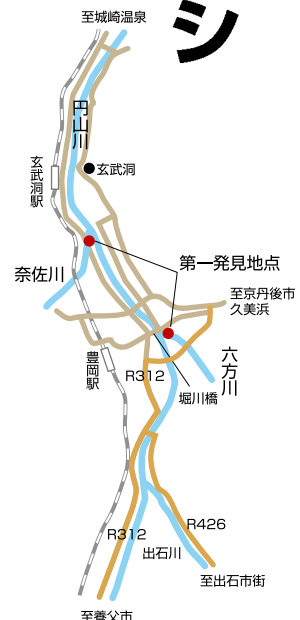 シ
至城崎温泉
円山川
玄武洞
玄武洞駅
第一発見地点
奈佐川
至京丹後市
久美浜
豊岡駅
六方川
R312
堀川橋
R426
R312
出石川
至出石市街
至養父市